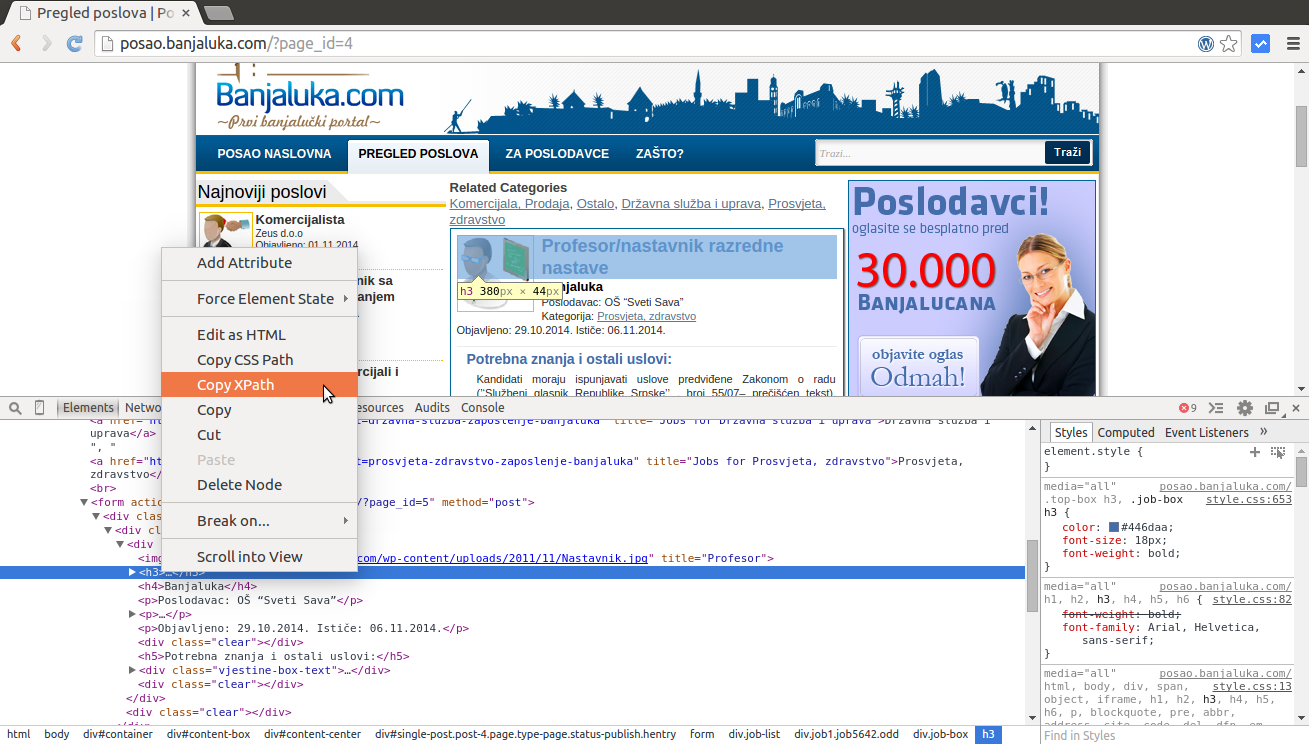 Pregled poslova | Po
posao.banjaluka.com/?page_id=4
Banjaluka.com
~Prvi banjalučki portal~
POSAO NASLOVNA
PREGLED POSLOVA
ZA POSLODAVCE
ZAŠTO?
Trazi...
Traži
Najnoviji poslovi
Komercijalista
Zeus d.o.o
Objavljeno: 01.11.2014
nik sa
anjem
rcijali i
Related Categories
Komercijala, Prodaja, Ostalo, Državna služba i uprava, Prosvjeta,
zdravstvo
Profesor/nastavnik razredne
nastave
h3 380px × 44px
njaluka
Poslodavac: OŠ “Sveti Sava”
Kategorija: Prosvjeta, zdravstvo
Objavljeno: 29.10.2014. Ističe: 06.11.2014.
Potrebna znanja i ostali uslovi:
Kandidati moraju ispunjavati uslove predviđene Zakonom o radu
(''Službeni glasnik Republike Srpske'', broj 55/07– prečišćen tekst),
Poslodavci!
oglasite se besplatno pred
30.000
BANJALUCANA
objavite oglas
Odmah!
Add Attribute
Force Element State
Edit as HTML
Copy CSS Path
Copy XPath
Copy
Cut
Paste
Delete Node
Break on...
Scroll into View
Elements
Netwo
esources
Audits
Console
9
<a href="ht
t=drzavna-sluzba-zaposlenje-banjaluka" title="Jobs for Državna služba i uprava">Državna služba i
uprava</a>
", "
<a href="ht
t=prosvjeta-zdravstvo-zaposlenje-banjaluka" title="Jobs for Prosvjeta, zdravstvo">Prosvjeta,
zdravstvo</
<br>
<form actio
/?page_id=5" method="post">
<div clas
<div cl
<div
<img
com/wp-content/uploads/2011/11/Nastavnik.jpg" title="Profesor">
<h3>…</h3>
<h4>Banjaluka</h4>
<p>Poslodavac: OŠ “Sveti Sava”</p>
<p>…</p>
<p>Objavljeno: 29.10.2014. Ističe: 06.11.2014.</p>
<div class="clear"></div>
<h5>Potrebna znanja i ostali uslovi:</h5>
<div class="vjestine-box-text">…</div>
<div class="clear"></div>
</div>
<div class="clear"></div>
Styles
Computed
Event Listeners
»
element.style {
}
media="all"
posao.banjaluka.com/
.top-box h3, .job-box
style.css:653
h3 {
color: #446daa;
font-size: 18px;
font-weight: bold;
}
media="all"
posao.banjaluka.com/
h1, h2, h3, h4, h5, h6 {
style.css:82
font-weight: bold;
font-family: Arial, Helvetica,
sans-serif;
}
media="all"
posao.banjaluka.com/
html, body, div, span,
style.css:13
object, iframe, h1, h2, h3, h4, h5,
h6, p, blockquote, pre, abbr,
address, cite, code, del, dfn, em,
html
body
div#container
div#content-box
div#content-center
div#single-post.post-4.page.type-page.status-publish.hentry
form
div.job-list
div.job1.job5642.odd
div.job-box
h3
Find in Styles